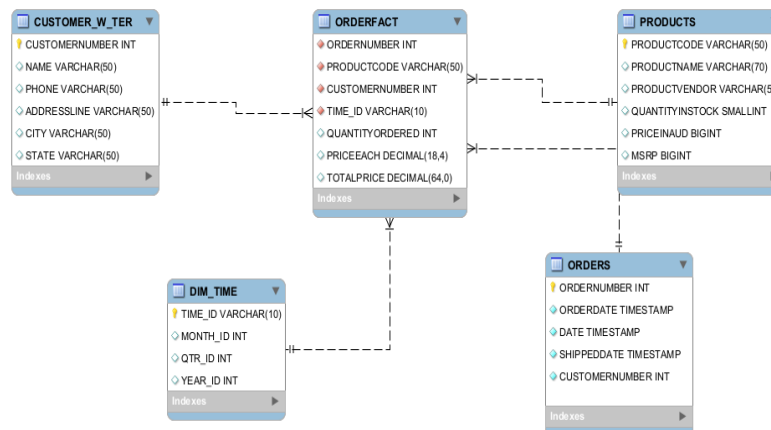 CUSTOMER_W_TER
CUSTOMERNUMBER INT
NAME VARCHAR(50)
PHONE VARCHAR(50)
ADDRESSLINE VARCHAR(50)
CITY VARCHAR(50)
STATE VARCHAR(50)
Indexes
ORDERFACT
ORDERNUMBER INT
PRODUCTCODE VARCHAR(50)
CUSTOMERNUMBER INT
TIME_ID VARCHAR(10)
QUANTITYORDERED INT
PRICEEACH DECIMAL(18,4)
TOTALPRICE DECIMAL(64,0)
Indexes
PRODUCTS
PRODUCTCODE VARCHAR(50)
PRODUCTNAME VARCHAR(70)
PRODUCTVENDOR VARCHAR(5
QUANTITYINSTOCK SMALLINT
PRICEINAUD BIGINT
MSRP BIGINT
Indexes
DIM_TIME
TIME_ID VARCHAR(10)
MONTH_ID INT
QTR_ID INT
YEAR_ID INT
Indexes
ORDERS
ORDERNUMBER INT
ORDERDATE TIMESTAMP
DATE TIMESTAMP
SHIPPEDDATE TIMESTAMP
CUSTOMERNUMBER INT
Indexes